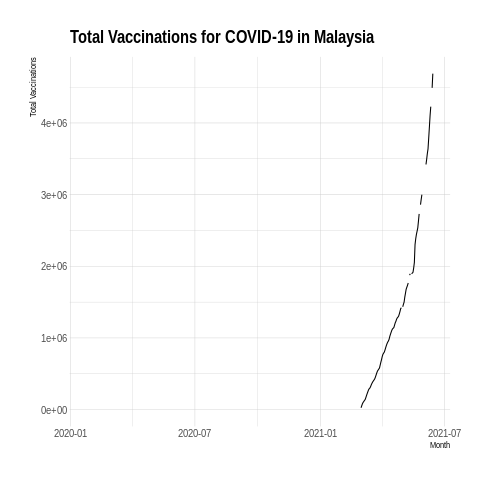 Total Vaccinations for COVID-19 in Malaysia
Total Vaccinations
4e+06
3e+06
2e+06
1e+06
0e+00
2020-01 2020-07 2021-01 2021-07
Month